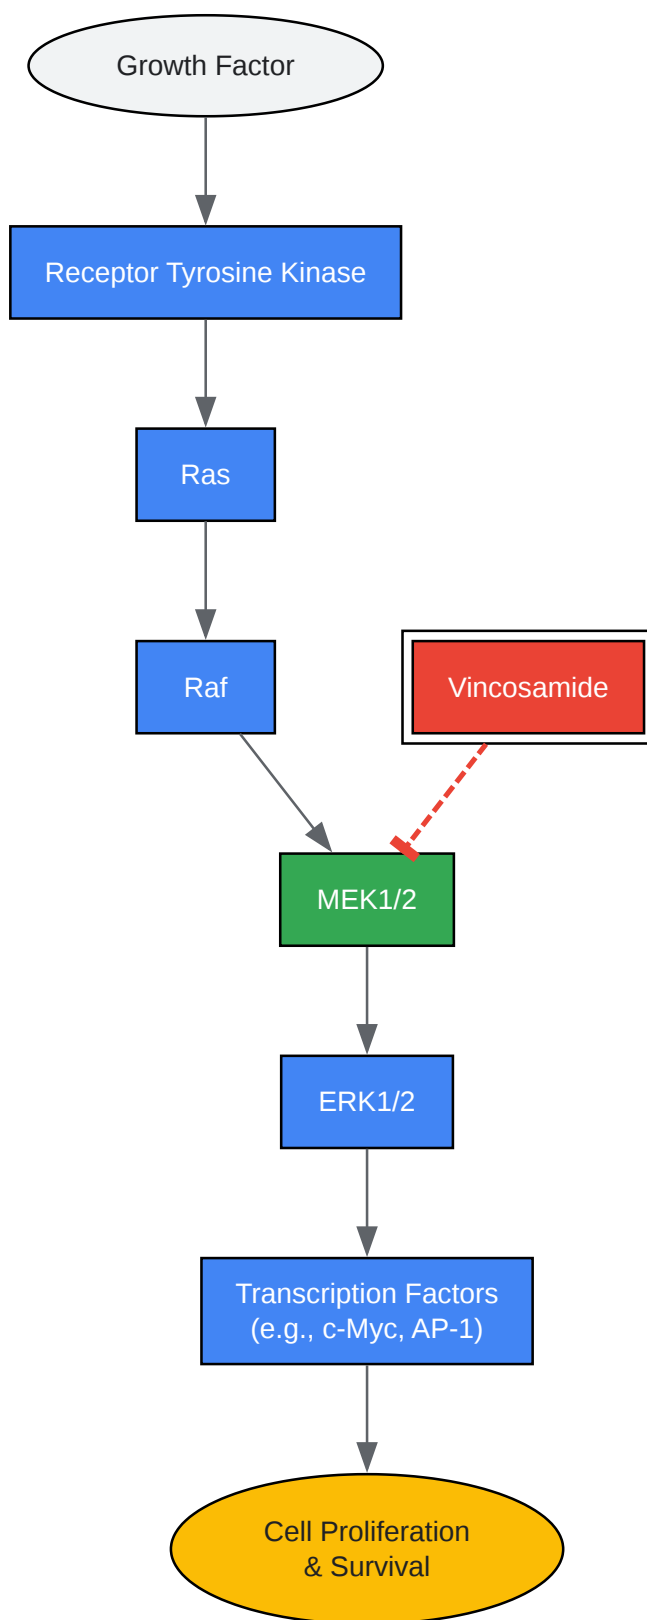 Growth Factor
Receptor Tyrosine Kinase
Ras
Raf
Vincosamide
MEK1/2
ERK1/2
Transcription Factors
(e.g., c-Myc, AP-1)
Cell Proliferation
& Survival